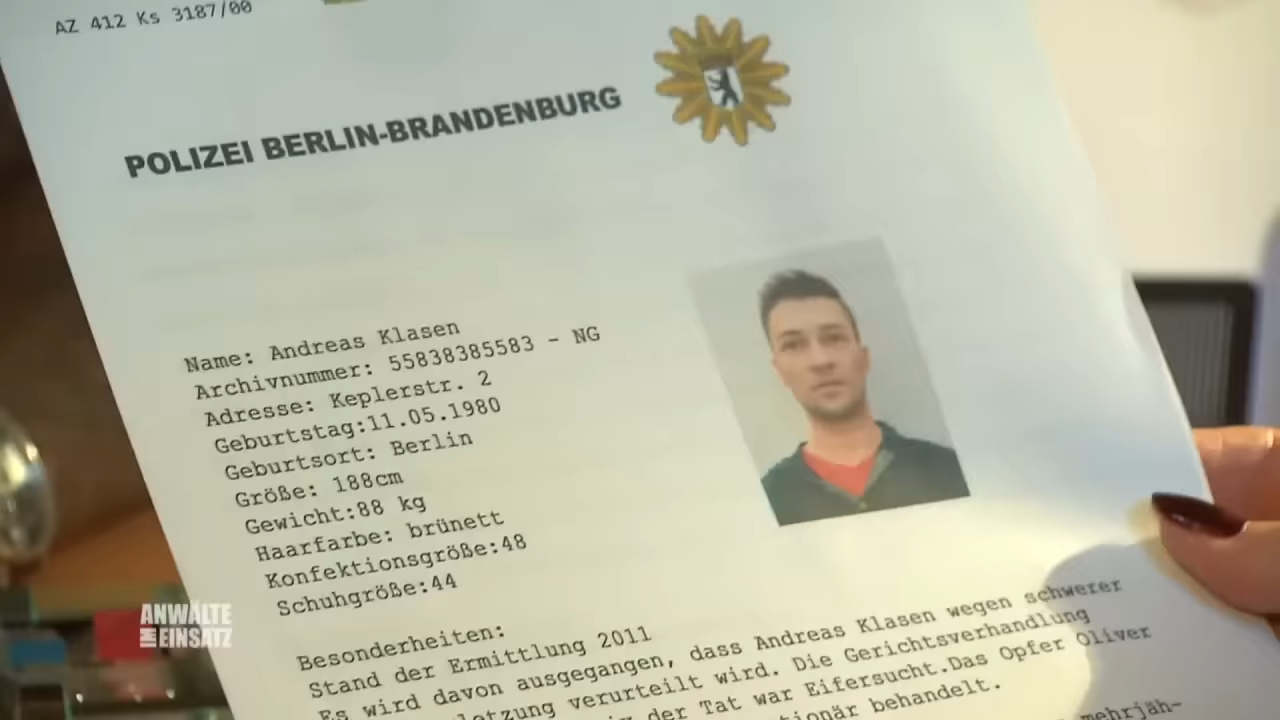 AZ 412 Ks 3187/00
POLIZEI BERLIN-BRANDENBURG
Name: Andreas Klasen
Archivnummer: 55838385583 - NG
Adresse: Keplerstr. 2
Geburtstag:11.05.1980
Geburtsort: Berlin
Größe: 188cm
Gewicht:88 kg
Haarfarbe: brünett
Konfektionsgröße:48
Schuhgröße:44
Besonderheiten:
Stand der Ermittlung 2011
Es wird davon ausgegangen, dass Andreas Klasen wegen schwerer
verurteilt wird. Die Gerichtsverhandlung
der Tat war Eifersucht.Das Opfer Oliver
behandelt.
mehrjäh-
ANWÄLTE
IM EINSATZ